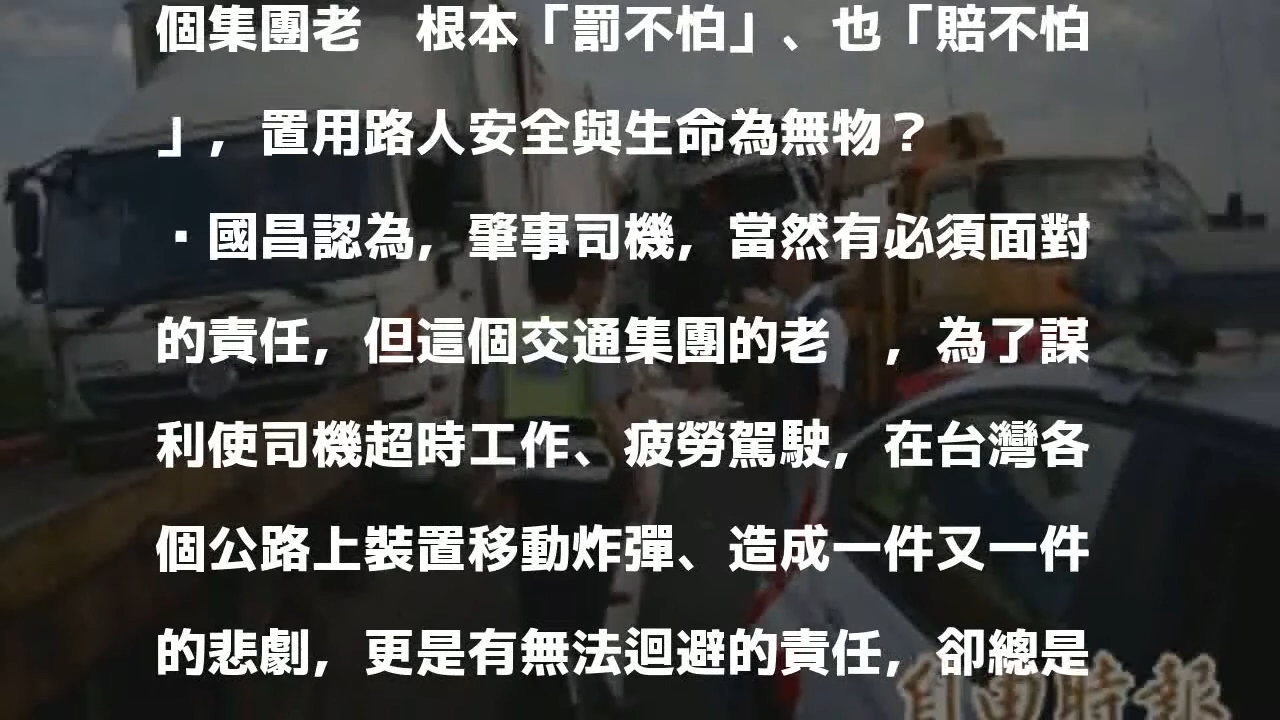 個集團老　根本「罰不怕」、也「賠不怕
」，置用路人安全與生命為無物？
·國昌認為，肇事司機，當然有必須面對
的責任，但這個交通集團的老　，為了謀
利使司機超時工作、疲勞駕駛，在台灣各
個公路上裝置移動炸彈、造成一件又一件
的悲劇，更是有無法迴避的責任，卻總是
自由時報